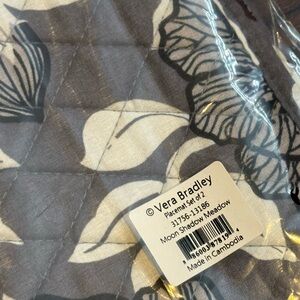 © Vera Bradley
Placemat Set of 2
31756-13186
Moon Shadow Meadow
Made in Cambodia